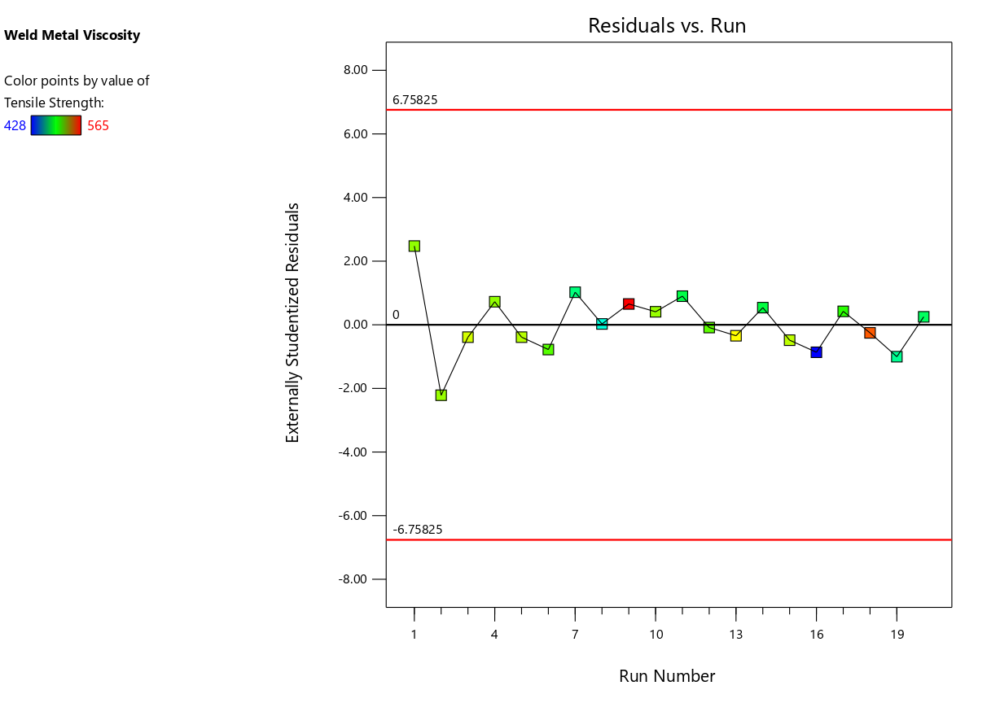 Weld Metal Viscosity
Color points by value of
Tensile Strength:
428 565
Residuals vs. Run
Externally Studentized Residuals
8.00
6.75825
6.00
4.00
2.00
0
0.00
-2.00
-4.00
-6.00
-6.75825
-8.00
1 4 7 10 13 16 19
Run Number